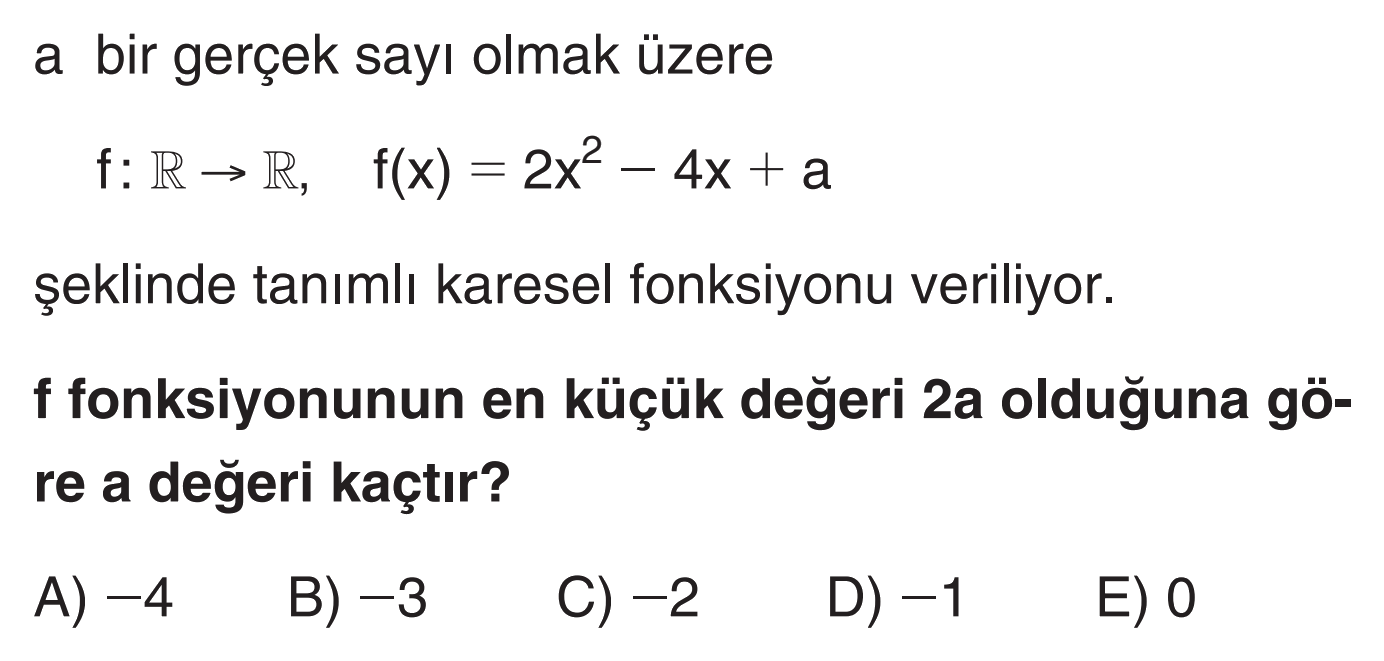 a bir gerçek sayı olmak üzere
f: ℝ → ℝ, f(x) = 2x² − 4x + a
şeklinde tanımlı karesel fonksiyonu veriliyor.
f fonksiyonunun en küçük değeri 2a olduğuna gö-
re a değeri kaçtır?
A) −4 B) −3 C) −2 D) −1 E) 0